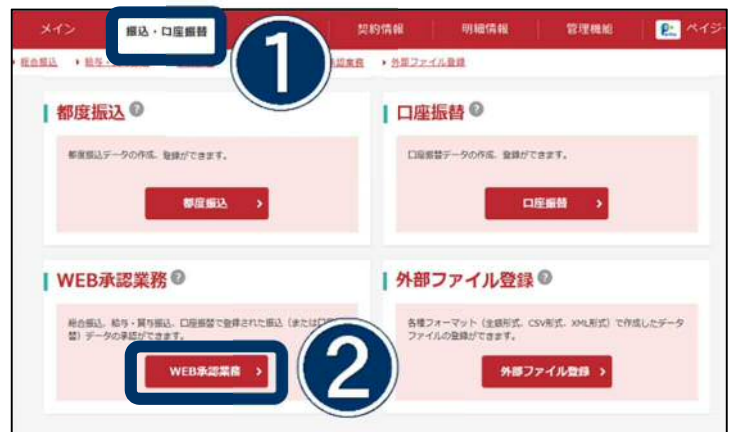 メイン 振込・口座振替 契約情報 明細情報 管理機能 ペイジー
総合振込 給与・ 承認業務 外部ファイル登録
1
都度振込 ?
都度振込データの作成、登録ができます。
都度振込 >
口座振替 ?
口座振替データの作成、登録ができます。
口座振替 >
WEB承認業務 ?
総合振込、給与・賞与振込、口座振替で登録された振込（または口座
替）データの承認ができます。
WEB承認業務 >
2
外部ファイル登録 ?
各種フォーマット（全銀形式、CSV形式、XML形式）で作成したデータ
ファイルの登録ができます。
外部ファイル登録 >